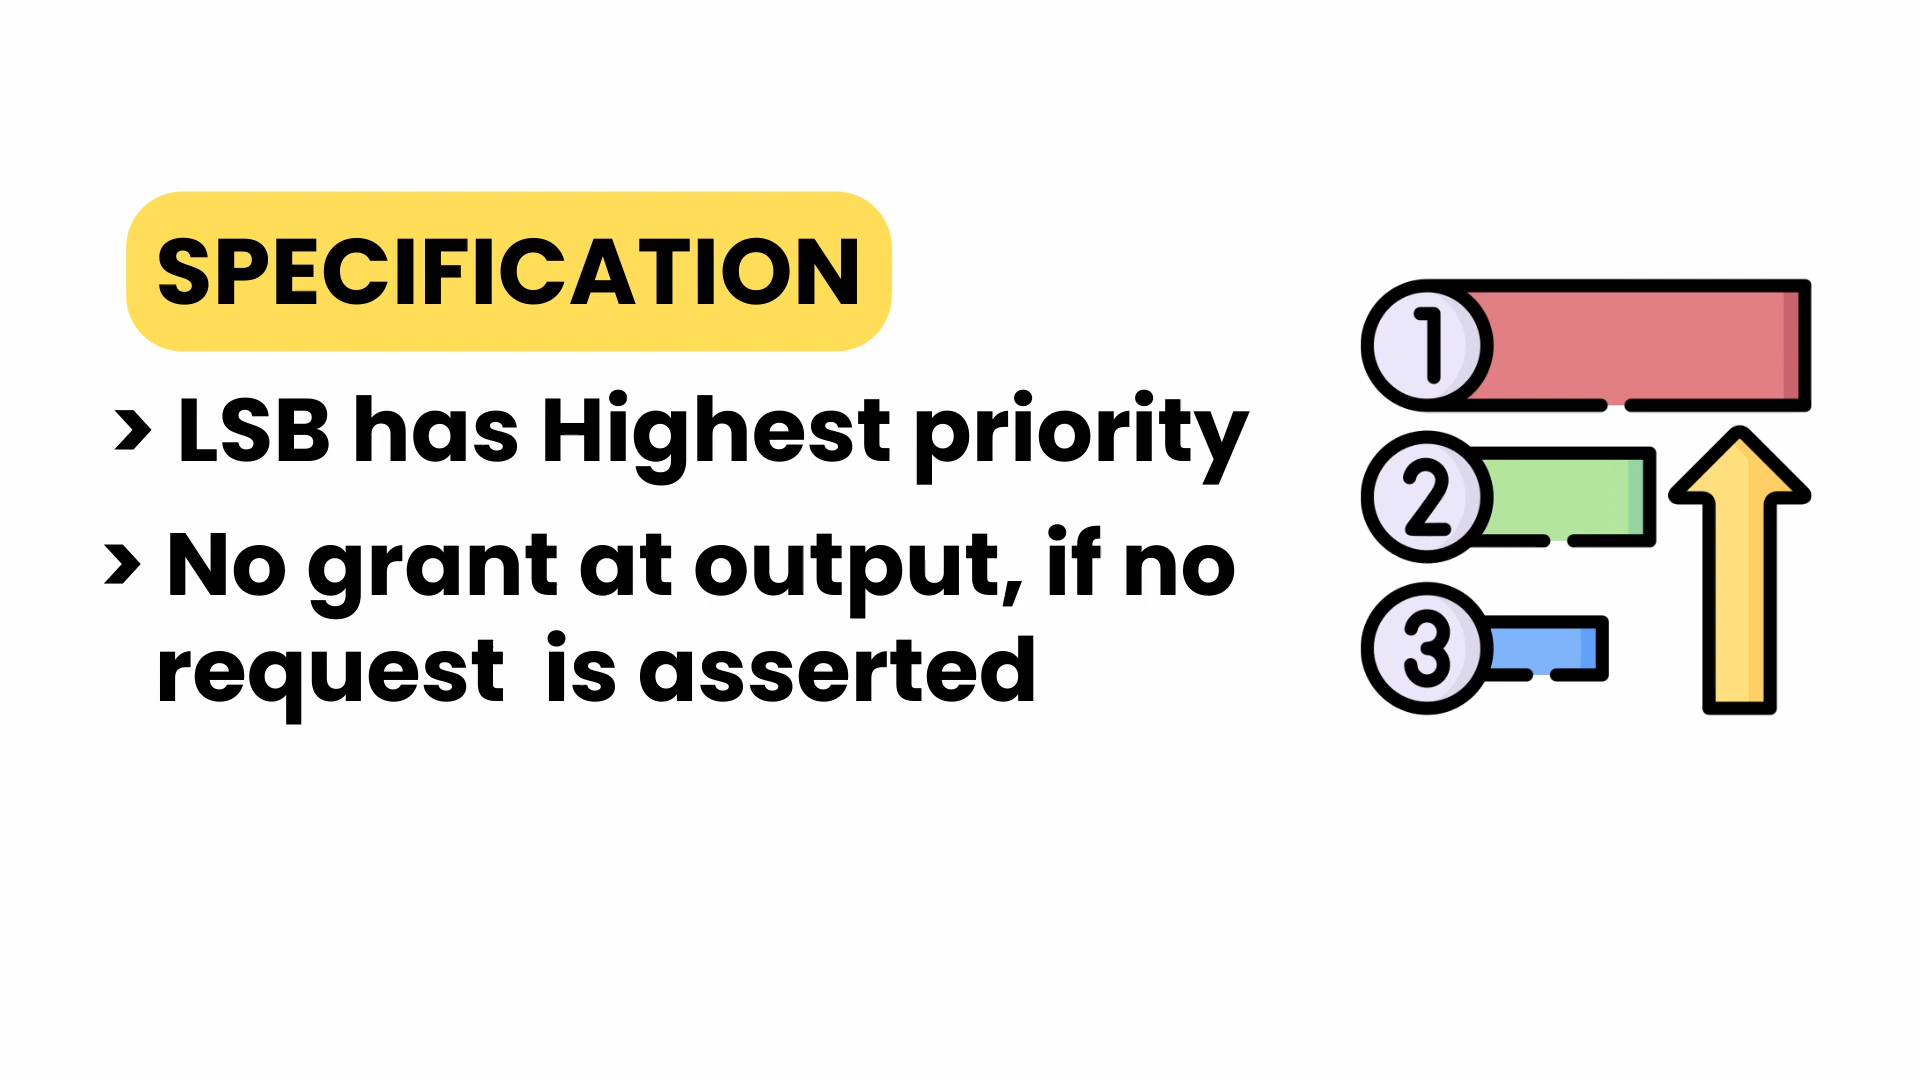 SPECIFICATION
> LSB has Highest priority
> No grant at output, if no
request is asserted
1
2
3